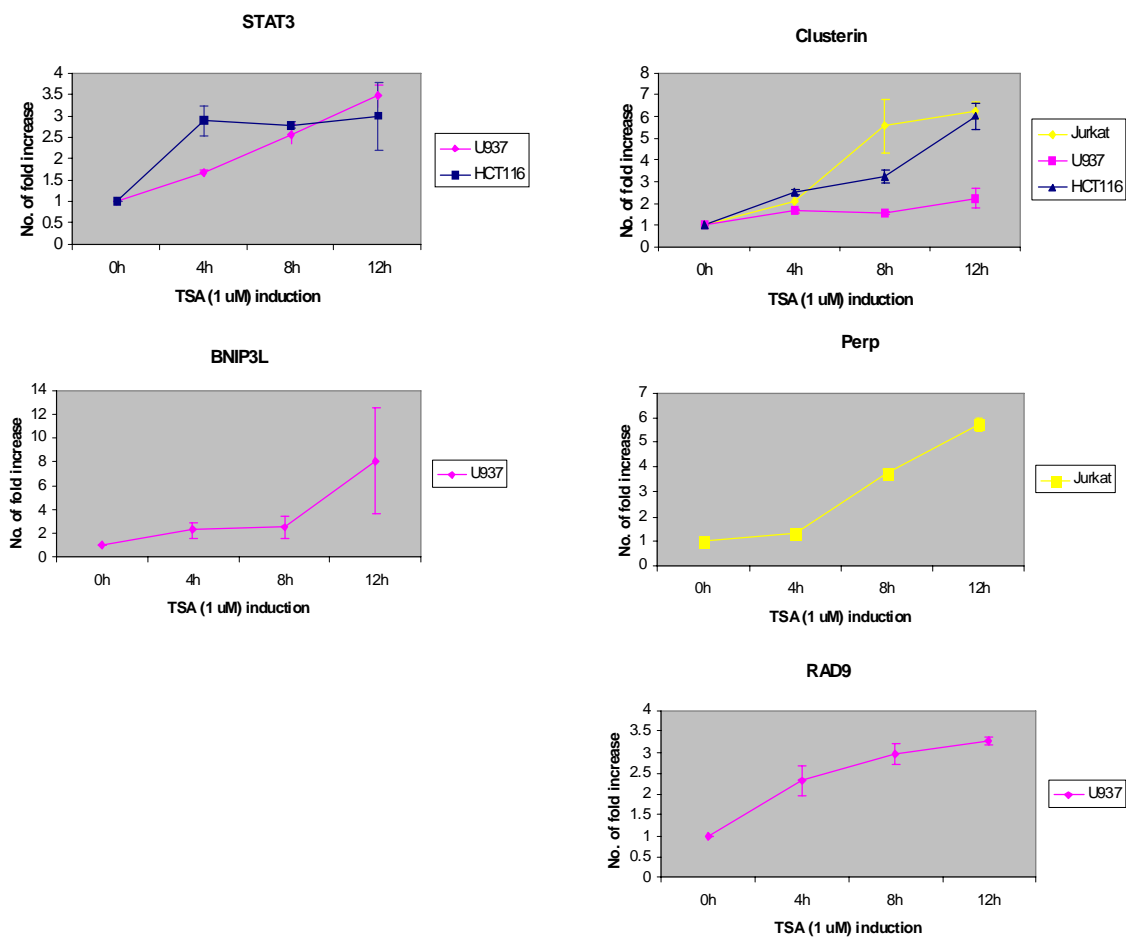 STAT3
No. of fold increase
4
3.5
3
2.5
2
1.5
1
0.5
0
0h 4h 8h 12h
TSA (1 uM) induction
U937
HCT116
Clusterin
No. of fold increase
8
7
6
5
4
3
2
1
0
0h 4h 8h 12h
TSA (1 uM) induction
Jurkat
U937
HCT116
BNIP3L
No. of fold increase
14
12
10
8
6
4
2
0
0h 4h 8h 12h
TSA (1 uM) induction
U937
Perp
No. of fold increase
7
6
5
4
3
2
1
0
0h 4h 8h 12h
TSA (1 uM) induction
Jurkat
RAD9
No. of fold increase
4
3.5
3
2.5
2
1.5
1
0.5
0
0h 4h 8h 12h
TSA (1 uM) induction
U937